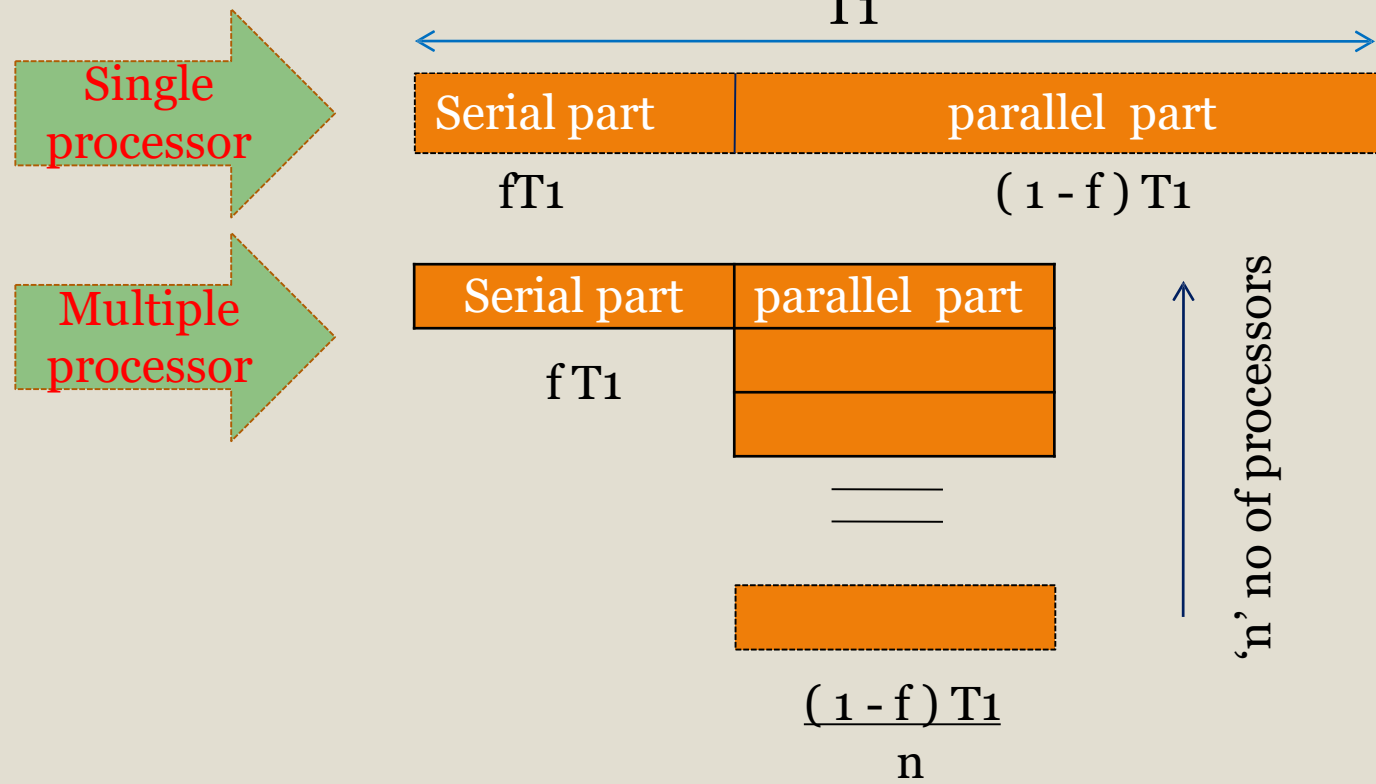 T1
Single
processor
Serial part
parallel part
fT1
( 1 - f ) T1
Multiple
processor
Serial part
parallel part
f T1
‘n’ no of processors
( 1 - f ) T1
n